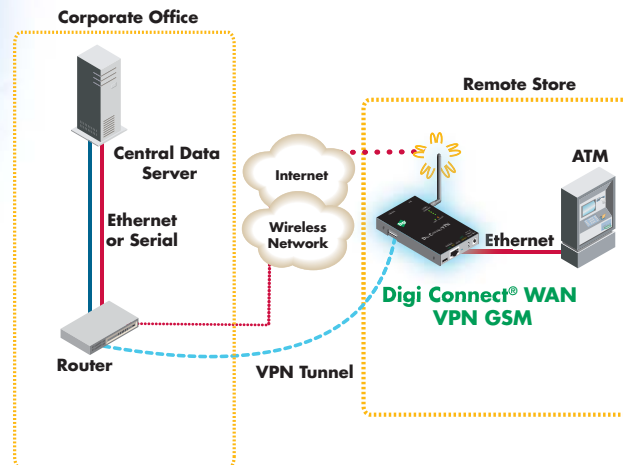 Corporate Office
Central Data
Server
Ethernet
or Serial
Router
Internet
Wireless
Network
VPN Tunnel
Remote Store
ATM
Ethernet
Digi Connect® WAN
VPN GSM